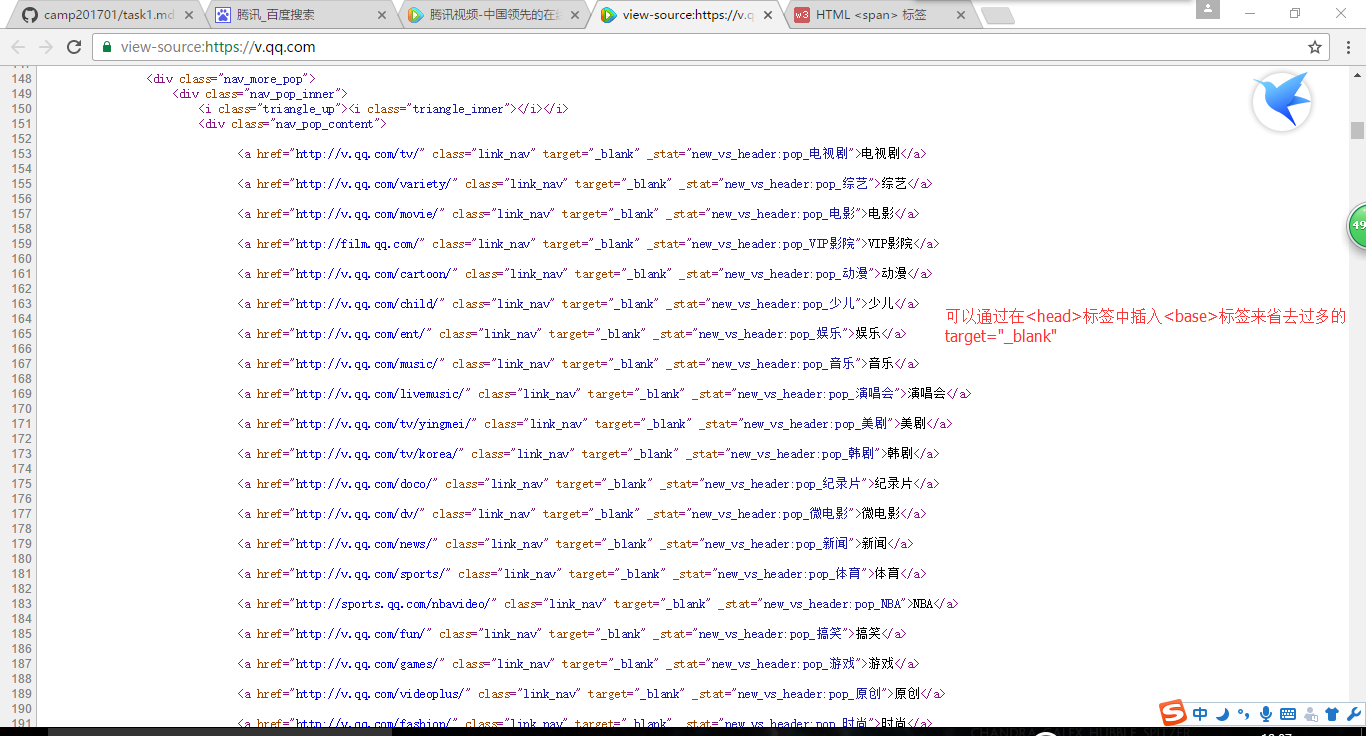 camp201701/task1.md
腾讯_百度搜索
腾讯视频-中国领先的在线
view-source:https://v.q
HTML <span> 标签
view-source:https://v.qq.com
148 <div class="nav_more_pop">
149 <div class="nav_pop_inner">
150 <i class="triangle_up"><i class="triangle_inner"></i></i>
151 <div class="nav_pop_content">
152
153 <a href="http://v.qq.com/tv/" class="link_nav" target="_blank" _stat="new_vs_header:pop_电视剧">电视剧</a>
154
155 <a href="http://v.qq.com/variety/" class="link_nav" target="_blank" _stat="new_vs_header:pop_综艺">综艺</a>
156
157 <a href="http://v.qq.com/movie/" class="link_nav" target="_blank" _stat="new_vs_header:pop_电影">电影</a>
158
159 <a href="http://film.qq.com/" class="link_nav" target="_blank" _stat="new_vs_header:pop_VIP影院">VIP影院</a>
160
161 <a href="http://v.qq.com/cartoon/" class="link_nav" target="_blank" _stat="new_vs_header:pop_动漫">动漫</a>
162
163 <a href="http://v.qq.com/child/" class="link_nav" target="_blank" _stat="new_vs_header:pop_少儿">少儿</a>
164
165 <a href="http://v.qq.com/ent/" class="link_nav" target="_blank" _stat="new_vs_header:pop_娱乐">娱乐</a>
166
167 <a href="http://v.qq.com/music/" class="link_nav" target="_blank" _stat="new_vs_header:pop_音乐">音乐</a>
168
169 <a href="http://v.qq.com/livemusic/" class="link_nav" target="_blank" _stat="new_vs_header:pop_演唱会">演唱会</a>
170
171 <a href="http://v.qq.com/tv/yingmei/" class="link_nav" target="_blank" _stat="new_vs_header:pop_美剧">美剧</a>
172
173 <a href="http://v.qq.com/tv/korea/" class="link_nav" target="_blank" _stat="new_vs_header:pop_韩剧">韩剧</a>
174
175 <a href="http://v.qq.com/doco/" class="link_nav" target="_blank" _stat="new_vs_header:pop_纪录片">纪录片</a>
176
177 <a href="http://v.qq.com/dv/" class="link_nav" target="_blank" _stat="new_vs_header:pop_微电影">微电影</a>
178
179 <a href="http://v.qq.com/news/" class="link_nav" target="_blank" _stat="new_vs_header:pop_新闻">新闻</a>
180
181 <a href="http://v.qq.com/sports/" class="link_nav" target="_blank" _stat="new_vs_header:pop_体育">体育</a>
182
183 <a href="http://sports.qq.com/nbavideo/" class="link_nav" target="_blank" _stat="new_vs_header:pop_NBA">NBA</a>
184
185 <a href="http://v.qq.com/fun/" class="link_nav" target="_blank" _stat="new_vs_header:pop_搞笑">搞笑</a>
186
187 <a href="http://v.qq.com/games/" class="link_nav" target="_blank" _stat="new_vs_header:pop_游戏">游戏</a>
188
189 <a href="http://v.qq.com/videoplus/" class="link_nav" target="_blank" _stat="new_vs_header:pop_原创">原创</a>
190
191 <a href="http://v.qq.com/fashion/" class="link_nav" target="_blank" _stat="new_vs_header:pop_时尚">时尚</a>
可以通过在<head>标签中插入<base>标签来省去过多的
target="_blank"
49
中